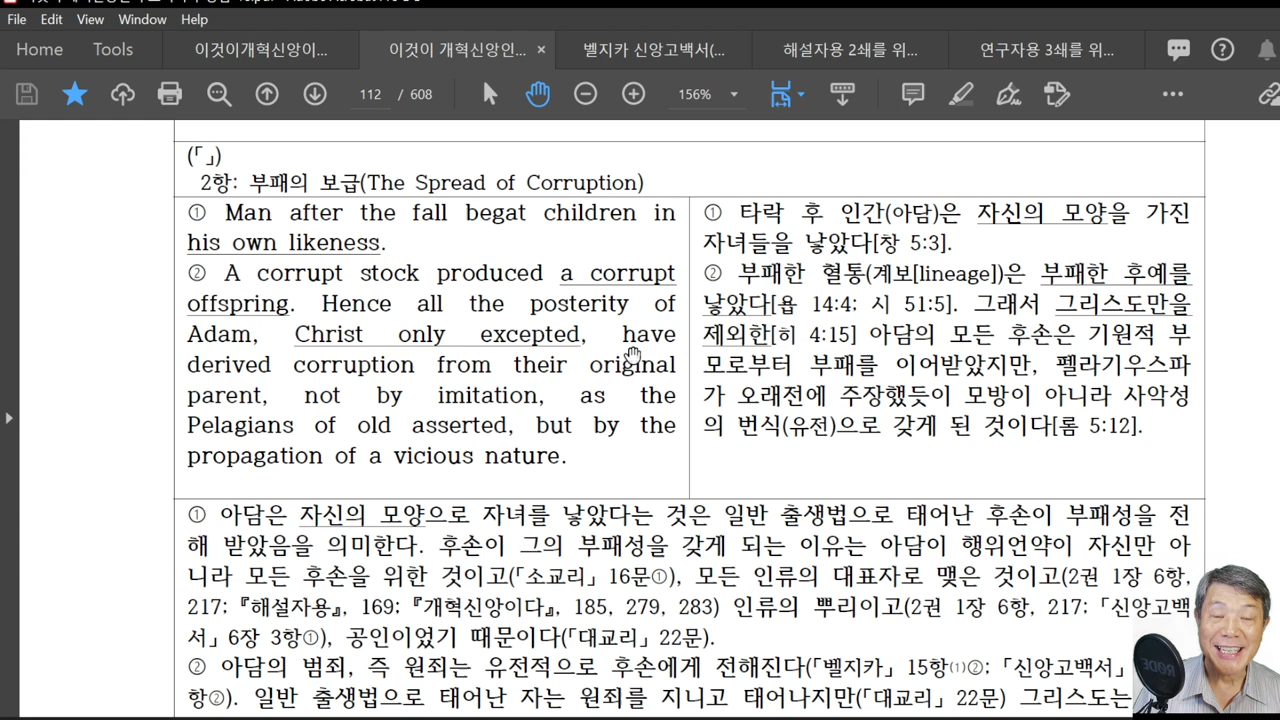 File Edit View Window Help
Home Tools 이것이개혁신앙이... 이것이 개혁신앙인... × 벨지카 신앙고백서(... 해설자용 2쇄를 위... 연구자용 3쇄를 위...
112 / 608 156%
(「」)
2항: 부패의 보급(The Spread of Corruption)
① Man after the fall begat children in
his own likeness.
② A corrupt stock produced a corrupt
offspring. Hence all the posterity of
Adam, Christ only excepted, have
derived corruption from their original
parent, not by imitation, as the
Pelagians of old asserted, but by the
propagation of a vicious nature.
① 타락 후 인간(아담)은 자신의 모양을 가진
자녀들을 낳았다[창 5:3].
② 부패한 혈통(계보[lineage])은 부패한 후예를
낳았다[욥 14:4; 시 51:5]. 그래서 그리스도만을
제외한[히 4:15] 아담의 모든 후손은 기원적 부
모로부터 부패를 이어받았지만, 펠라기우스파
가 오래전에 주장했듯이 모방이 아니라 사악성
의 번식(유전)으로 갖게 된 것이다[롬 5:12].
① 아담은 자신의 모양으로 자녀를 낳았다는 것은 일반 출생법으로 태어난 후손이 부패성을 전
해 받았음을 의미한다. 후손이 그의 부패성을 갖게 되는 이유는 아담이 행위언약이 자신만 아
니라 모든 후손을 위한 것이고(「소교리」 16문①), 모든 인류의 대표자로 맺은 것이고(2권 1장 6항,
217; 『해설자용』, 169; 『개혁신앙이다』, 185, 279, 283) 인류의 뿌리이고(2권 1장 6항, 217; 「신앙고백
서」 6장 3항①), 공인이었기 때문이다(「대교리」 22문).
② 아담의 범죄, 즉 원죄는 유전적으로 후손에게 전해진다(「벨지카」 15항⑴②; 「신앙고백서」
항②). 일반 출생법으로 태어난 자는 원죄를 지니고 태어나지만(「대교리」 22문) 그리스도는
RODE